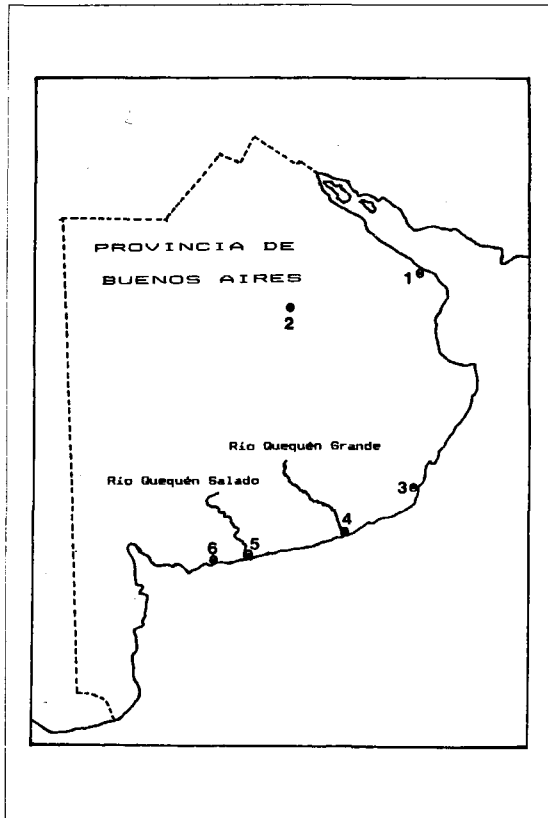 PROVINCIA DE
BUENOS AIRES
1
2
Río Quequén Grande
Río Quequén Salado
3
4
5
6